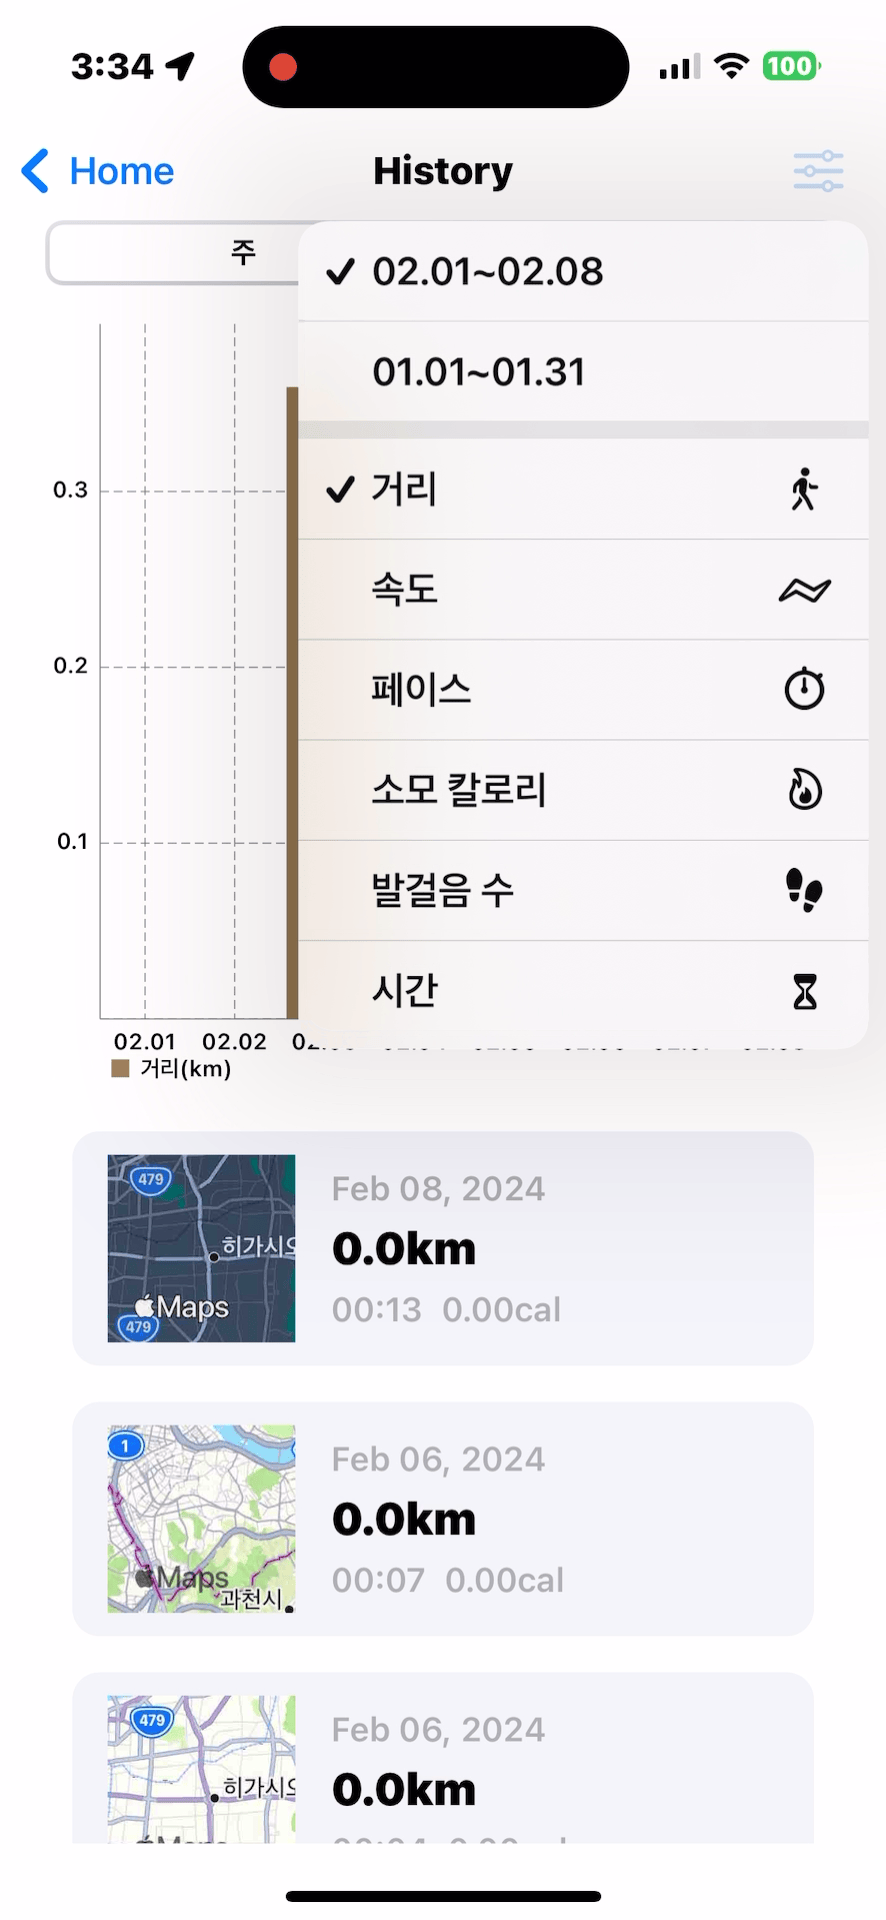 3:34
100
Home
History
주
02.01~02.08
01.01~01.31
거리
속도
페이스
소모 칼로리
발걸음 수
시간
0.3
0.2
0.1
02.01 02.02
거리(km)
479
히가시오
Maps
479
Feb 08, 2024
0.0km
00:13 0.00cal
1
Maps
과천시
Feb 06, 2024
0.0km
00:07 0.00cal
479
히가시오
Feb 06, 2024
0.0km